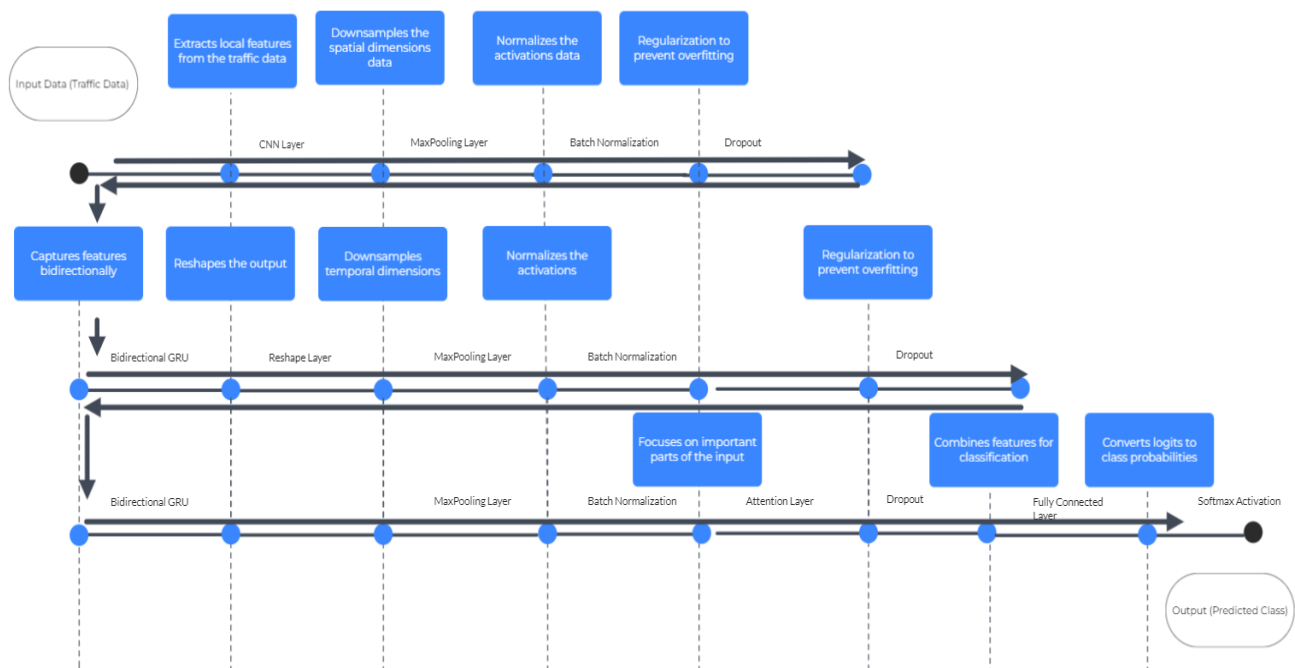 Extracts local features
from the traffic data
Downsamples the
spatial dimensions
data
Normalizes the
activations data
Regularization to
prevent overfitting
Input Data (Traffic Data)
CNN Layer
MaxPooling Layer
Batch Normalization
Dropout
Captures features
bidirectionally
Reshapes the output
Downsamples
temporal dimensions
Normalizes the
activations
Regularization to
prevent overfitting
Bidirectional GRU
Reshape Layer
MaxPooling Layer
Batch Normalization
Dropout
Focuses on important
parts of the input
Combines features for
classification
Converts logits to
class probabilities
Bidirectional GRU
MaxPooling Layer
Batch Normalization
Attention Layer
Dropout
Fully Connected
Layer
Softmax Activation
Output (Predicted Class)